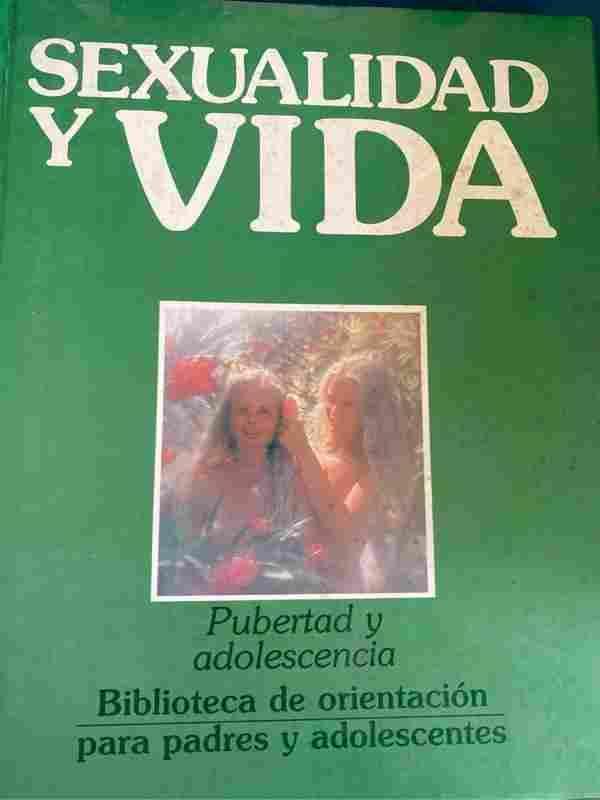 SEXUALIDAD
Y VIDA
Pubertad y
adolescencia
Biblioteca de orientación
para padres y adolescentes